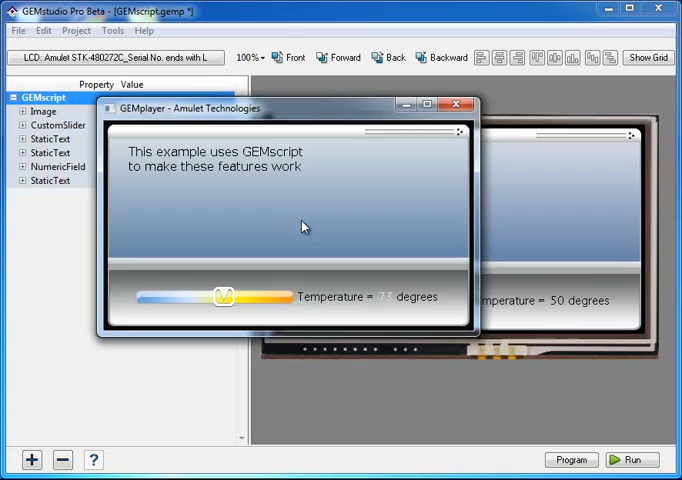 GEMstudio Pro Beta - [GEMscript.gemp *]
File Edit Project Tools Help
LCD: Amulet STK-480272C_Serial No. ends with L
100% Front Forward Back Backward Show Grid
Property Value
GEMscript
Image
CustomSlider
StaticText
StaticText
NumericField
StaticText
GEMplayer - Amulet Technologies
This example uses GEMscript
to make these features work
Temperature = 73 degrees
mperature = 50 degrees
Program Run